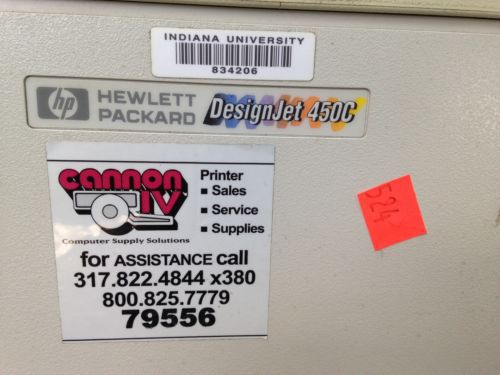 INDIANA UNIVERSITY
834206
hp HEWLETT PACKARD DesignJet 450C
cannon IV
Computer Supply Solutions
Printer
▪ Sales
▪ Service
▪ Supplies
for ASSISTANCE call
317.822.4844 x380
800.825.7779
79556
524